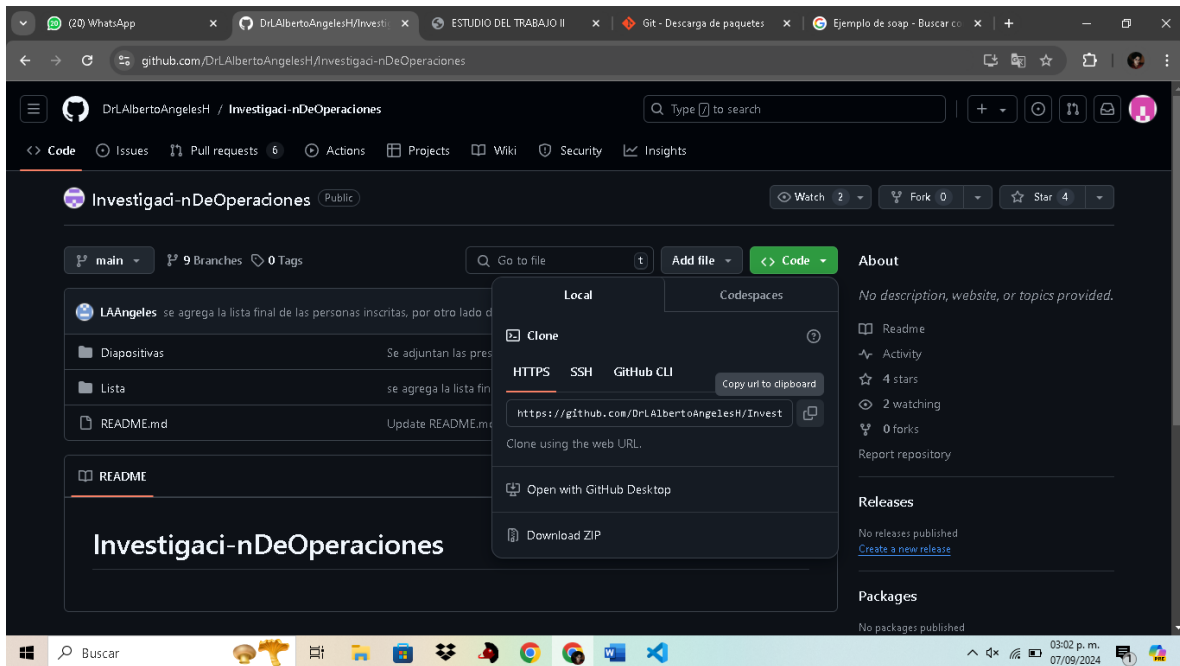 (20) WhatsApp
DrLAlbertoAngelesH/Investig
ESTUDIO DEL TRABAJO II
Git - Descarga de paquetes
Ejemplo de soap - Buscar co
github.com/DrLAlbertoAngelesH/Investigaci-nDeOperaciones
DrLAlbertoAngelesH / Investigaci-nDeOperaciones
Type / to search
Code
Issues
Pull requests 6
Actions
Projects
Wiki
Security
Insights
Investigaci-nDeOperaciones Public
Watch 2
Fork 0
Star 4
main
9 Branches
0 Tags
Go to file t
Add file
Code
LAAngeles se agrega la lista final de las personas inscritas, por otro lado d
Diapositivas Se adjuntan las pres
Lista se agrega la lista fin
README.md Update README.md
README
Investigaci-nDeOperaciones
Local
Codespaces
Clone
HTTPS
SSH
GitHub CLI
Copy url to clipboard
https://github.com/DrLAlbertoAngelesH/Invest
Clone using the web URL.
Open with GitHub Desktop
Download ZIP
About
No description, website, or topics provided.
Readme
Activity
4 stars
2 watching
0 forks
Report repository
Releases
No releases published
Create a new release
Packages
No packages published
Buscar
03:02 p. m.
07/09/2024